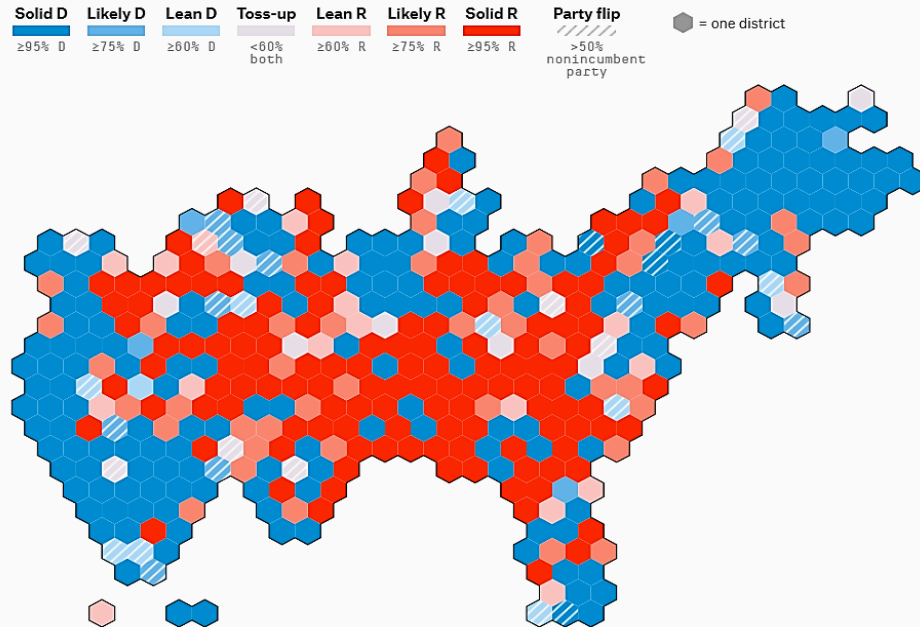 Solid D
≥95% D
Likely D
≥75% D
Lean D
≥60% D
Toss-up
<60%
both
Lean R
≥60% R
Likely R
≥75% R
Solid R
≥95% R
Party flip
>50%
nonincumbent
party
= one district